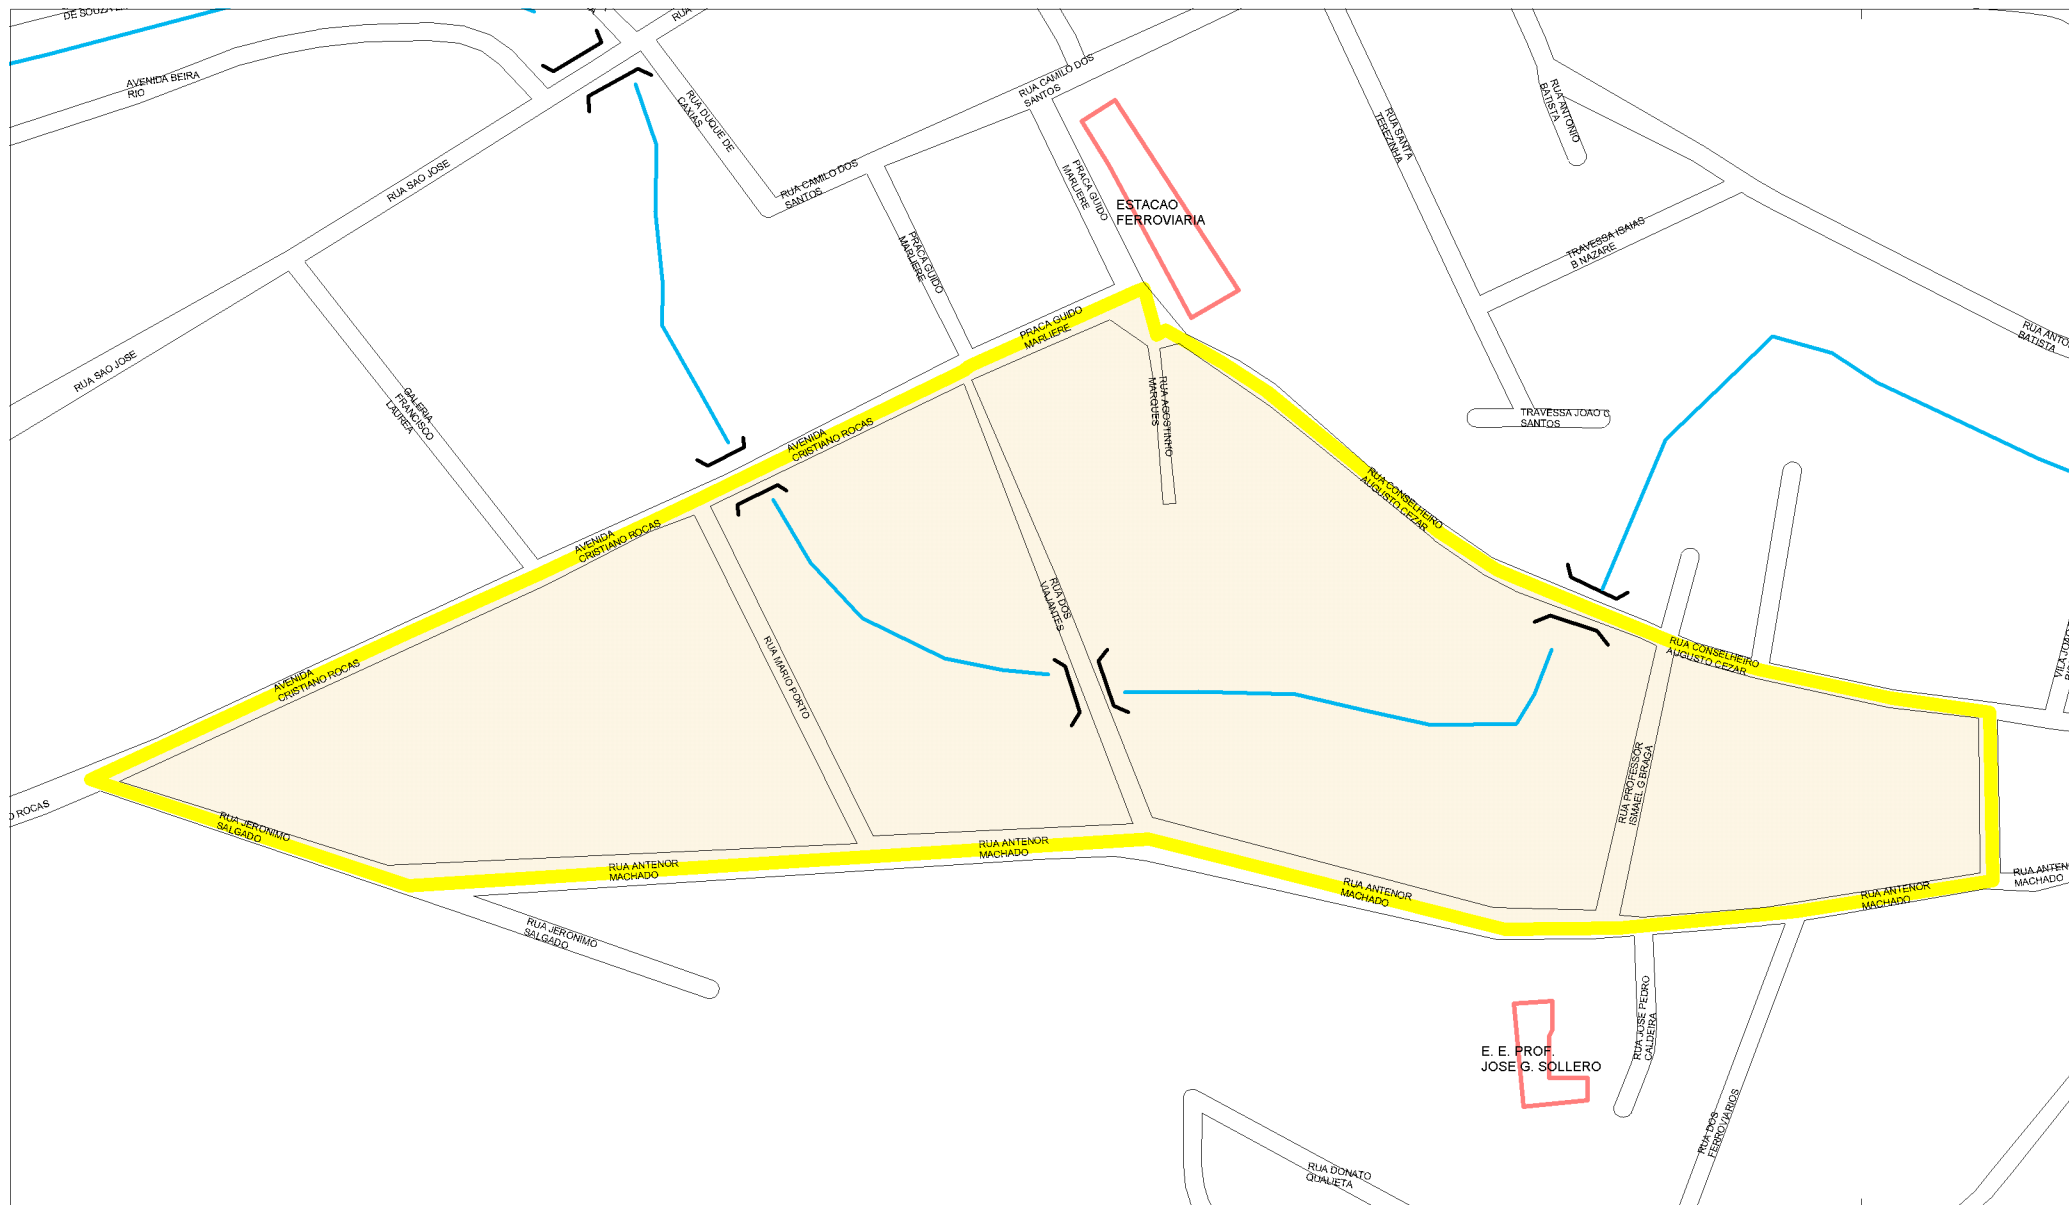 DE SOUZA
RUA
AVENIDA BEIRA
RIO
RUA DUQUE DE
CAXIAS
RUA CAMILO DOS
SANTOS
RUA ANTONIO
BATISTA
RUA SANTA
TEREZINHA
RUA SAO JOSE
RUA CAMILO DOS
SANTOS
PRACA GUIDO
MARLIERE
ESTACAO
FERROVIARIA
PRACA GUIDO
MARLIERE
TRAVESSA ISAIAS
B NAZARE
PRACA GUIDO
MARLIERE
RUA ANTO
BATISTA
RUA SAO JOSE
GALERIA
FRANCISCO
LAUREA
RUA AGOSTINHO
MARQUES
TRAVESSA JOAO C
SANTOS
AVENIDA
CRISTIANO ROCAS
RUA CONSELHEIRO
AUGUSTO CEZAR
AVENIDA
CRISTIANO ROCAS
RUA DOS
VIAJANTES
RUA MARIO PORTO
RUA CONSELHEIRO
AUGUSTO CEZAR
VILA JOAO
AVENIDA
CRISTIANO ROCAS
RUA PROFESSOR
ISMAEL G BRAGA
O ROCAS
RUA JERONIMO
SALGADO
RUA ANTENOR
MACHADO
RUA ANTENOR
MACHADO
RUA ANTENOR
MACHADO
RUA ANTENOR
MACHADO
RUA ANTEN
MACHADO
RUA JERONIMO
SALGADO
RUA JOSE PEDRO
CALDEIRA
E. E. PROF.
JOSE G. SOLLERO
RUA DOS
FERROVIARIOS
RUA DONATO
QUALIETA